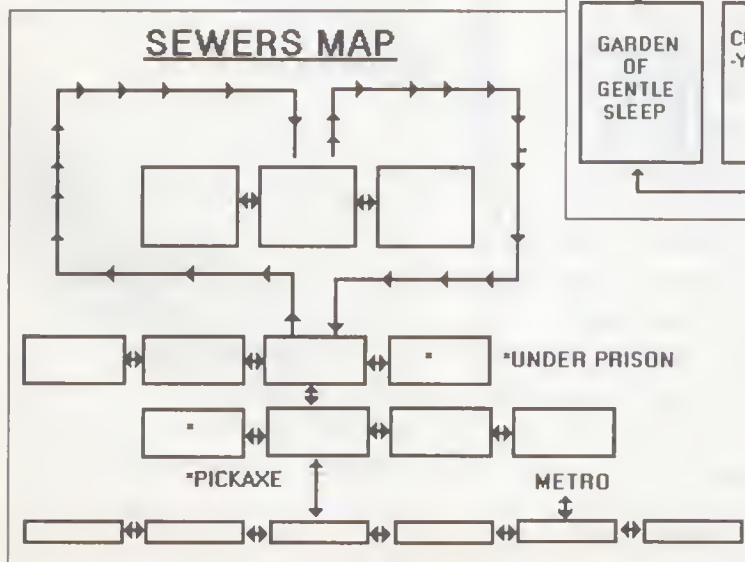 SEWERS MAP
GARDEN
OF
GENTLE
SLEEP
*
*UNDER PRISON
*
*PICKAXE
METRO